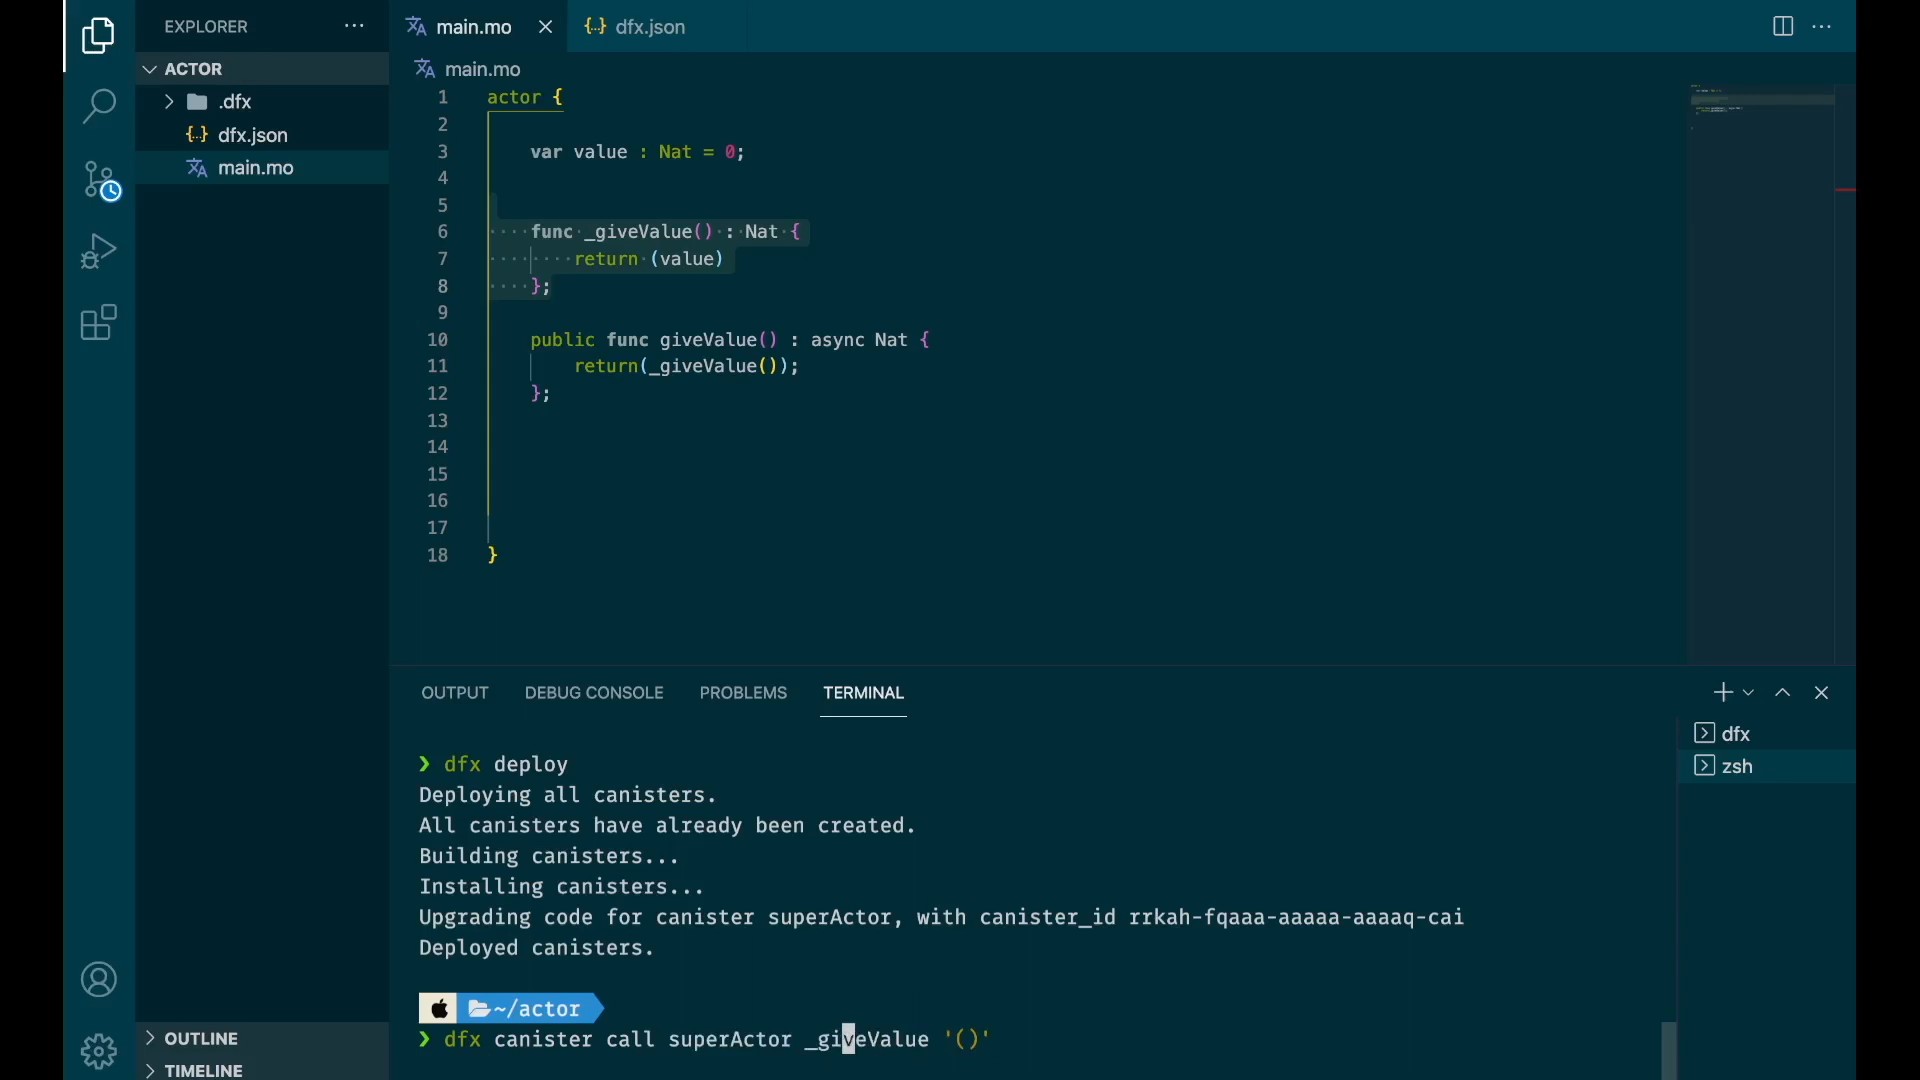 EXPLORER
ACTOR
.dfx
{..} dfx.json
main.mo
OUTLINE
TIMELINE
main.mo
{..} dfx.json
main.mo
1 actor {
2
3 var value : Nat = 0;
4
5
6 func _giveValue() : Nat {
7 return (value)
8 };
9
10 public func giveValue() : async Nat {
11 return(_giveValue());
12 };
13
14
15
16
17
18 }
OUTPUT DEBUG CONSOLE PROBLEMS TERMINAL
❯ dfx deploy
Deploying all canisters.
All canisters have already been created.
Building canisters...
Installing canisters...
Upgrading code for canister superActor, with canister_id rrkah-fqaaa-aaaaa-aaaaq-cai
Deployed canisters.
~/actor
❯ dfx canister call superActor _giveValue '()'
dfx
zsh